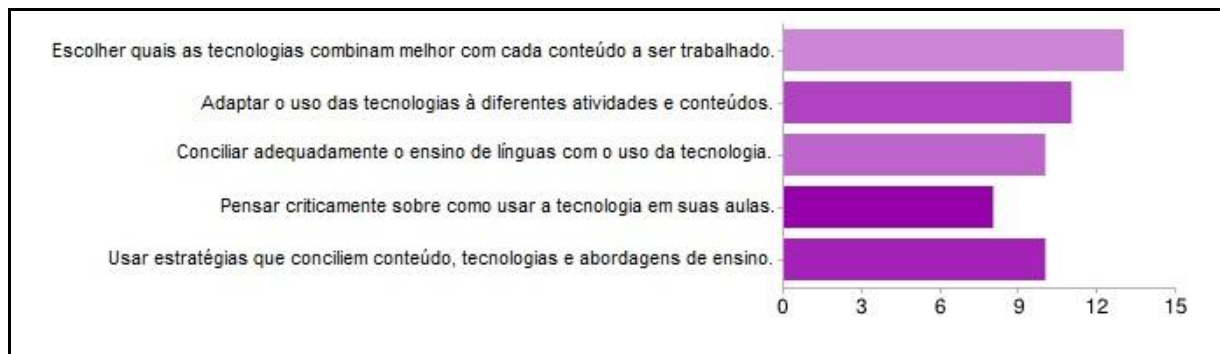 Escolher quais as tecnologias combinam melhor com cada conteúdo a ser trabalhado.
Adaptar o uso das tecnologias à diferentes atividades e conteúdos.
Conciliar adequadamente o ensino de línguas com o uso da tecnologia.
Pensar criticamente sobre como usar a tecnologia em suas aulas.
Usar estratégias que conciliem conteúdo, tecnologias e abordagens de ensino.
0 3 6 9 12 15